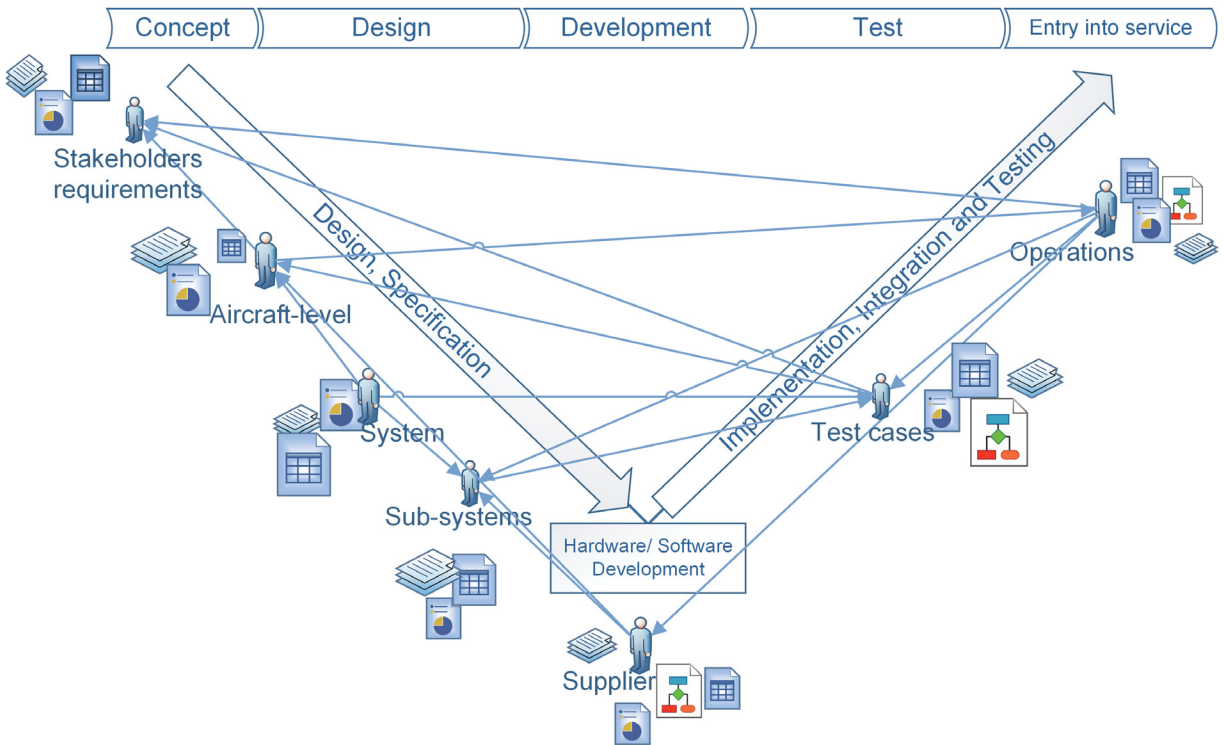 Concept
Design
Development
Test
Entry into service
Stakeholders
requirements
Design, Specification
Implementation, Integration and Testing
Operations
Aircraft-level
System
Test cases
Sub-systems
Hardware/ Software
Development
Supplier